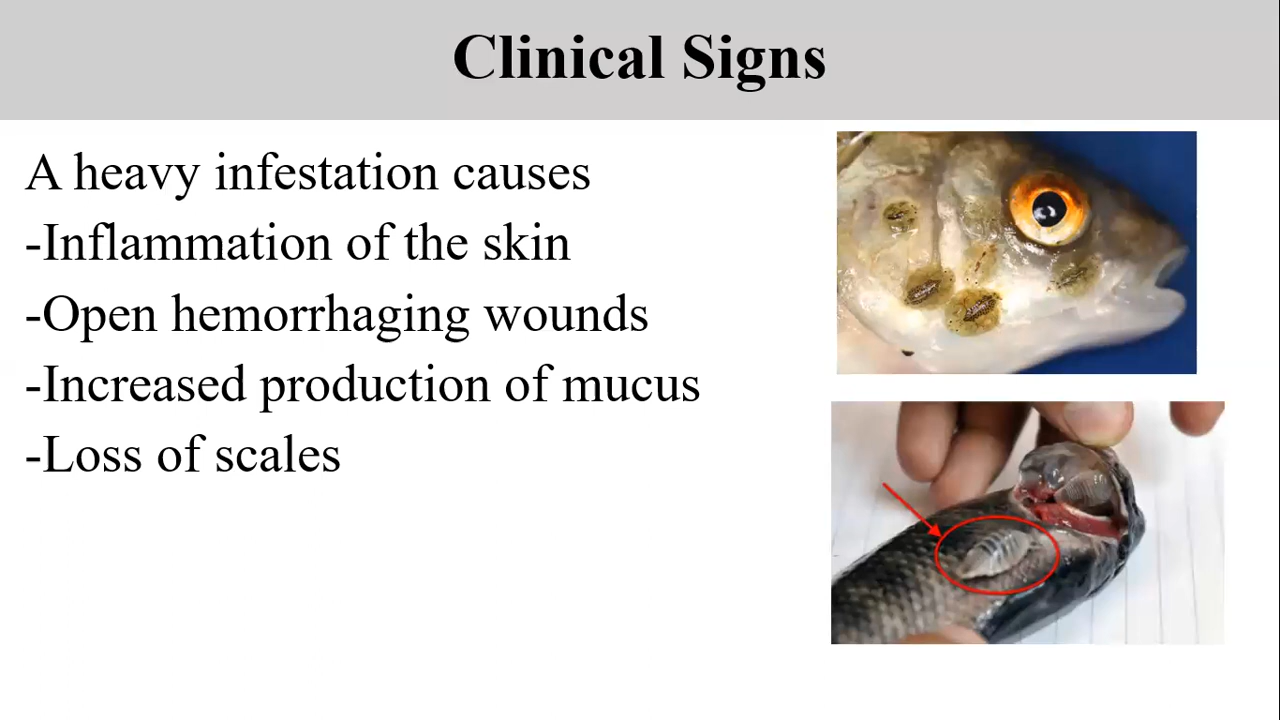 Clinical Signs
A heavy infestation causes
-Inflammation of the skin
-Open hemorrhaging wounds
-Increased production of mucus
-Loss of scales